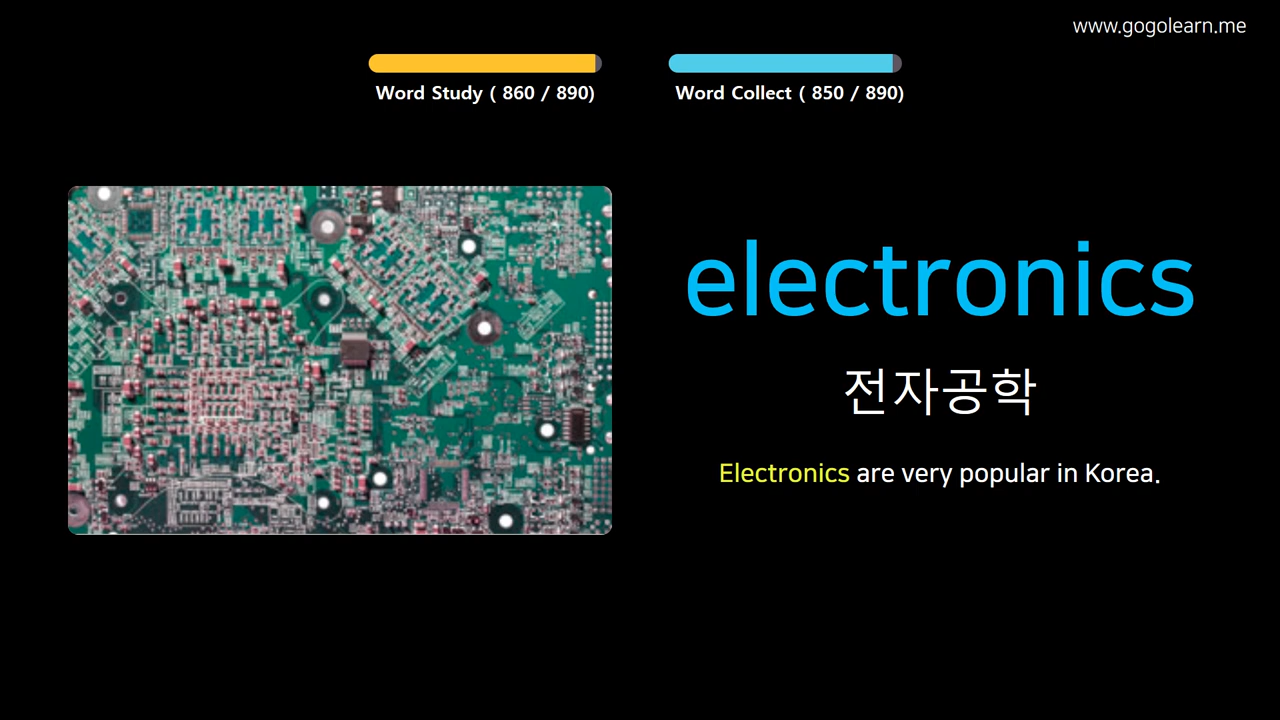 www.gogolearn.me
Word Study ( 860 / 890)
Word Collect ( 850 / 890)
electronics
전자공학
Electronics are very popular in Korea.